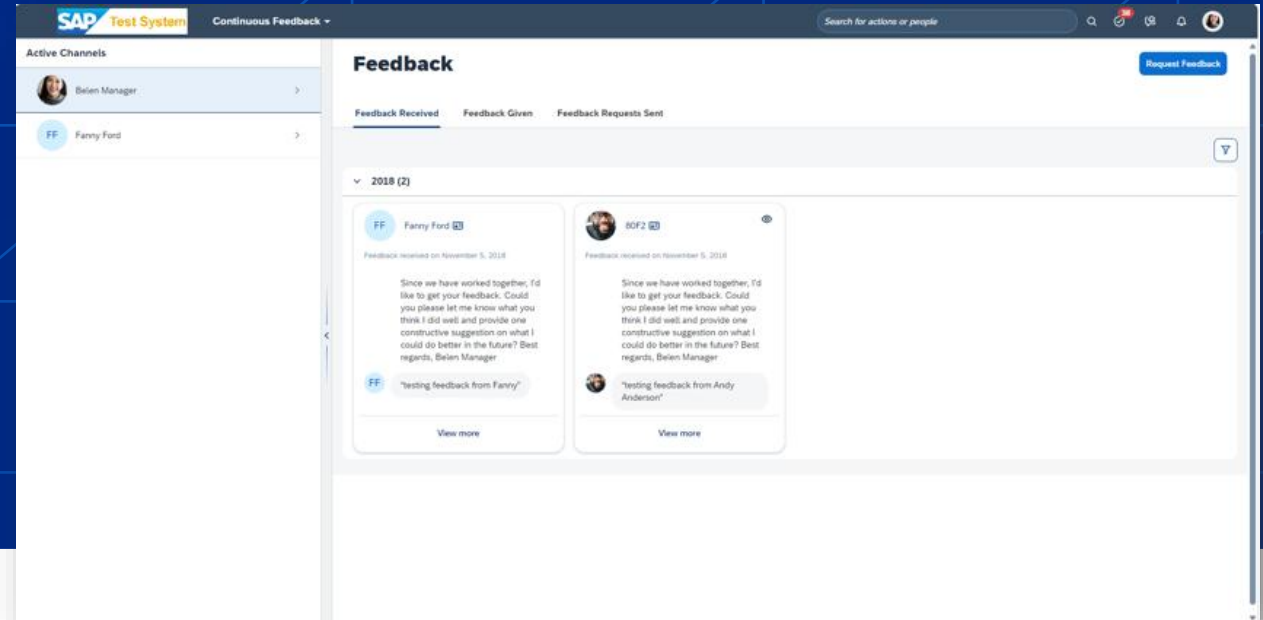 SAP Test System
Continuous Feedback
Search for actions or people
Active Channels
Belen Manager
FF Fanny Ford
Feedback
Request Feedback
Feedback Received Feedback Given Feedback Requests Sent
2018 (2)
FF Fanny Ford
Feedback received on November 5, 2018
Since we have worked together, I'd
like to get your feedback. Could
you please let me know what you
think I did well and provide one
constructive suggestion on what I
could do better in the future? Best
regards, Belen Manager
FF "testing feedback from Fanny"
View more
60F2
Feedback received on November 5, 2018
Since we have worked together, I'd
like to get your feedback. Could
you please let me know what you
think I did well and provide one
constructive suggestion on what I
could do better in the future? Best
regards, Belen Manager
"testing feedback from Andy
Anderson"
View more